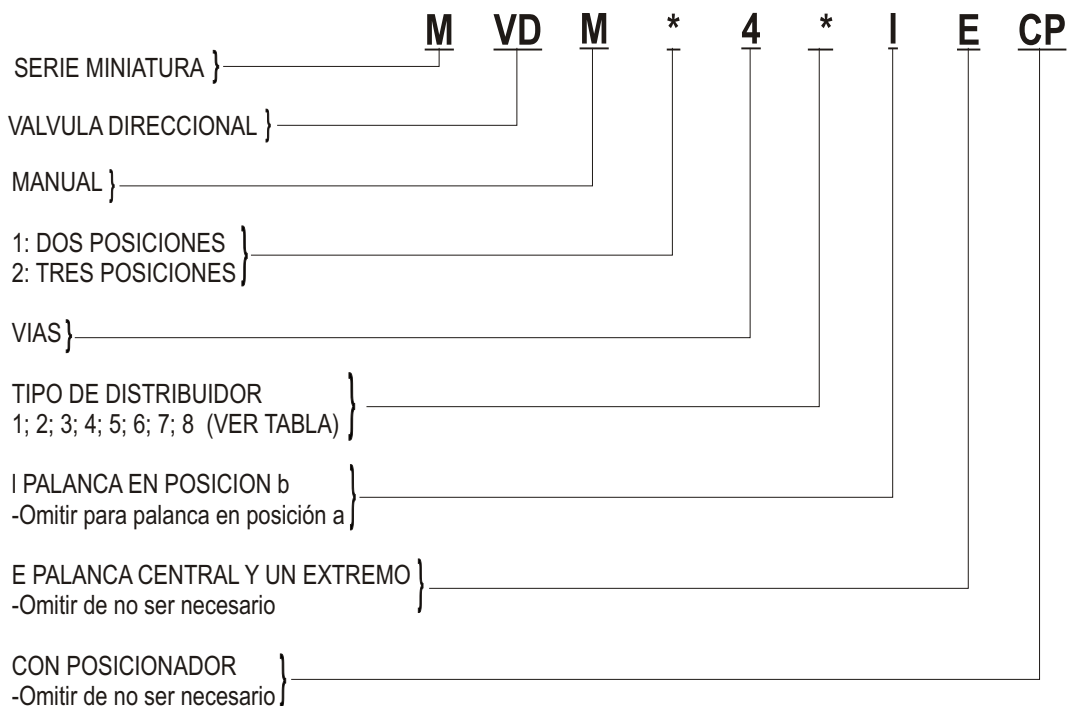 M VD M * 4 * I E CP
SERIE MINIATURA }
VALVULA DIRECCIONAL }
MANUAL }
1: DOS POSICIONES
2: TRES POSICIONES }
VIAS }
TIPO DE DISTRIBUIDOR
1; 2; 3; 4; 5; 6; 7; 8 (VER TABLA) }
I PALANCA EN POSICION b
-Omitir para palanca en posición a }
E PALANCA CENTRAL Y UN EXTREMO
-Omitir de no ser necesario }
CON POSICIONADOR
-Omitir de no ser necesario }